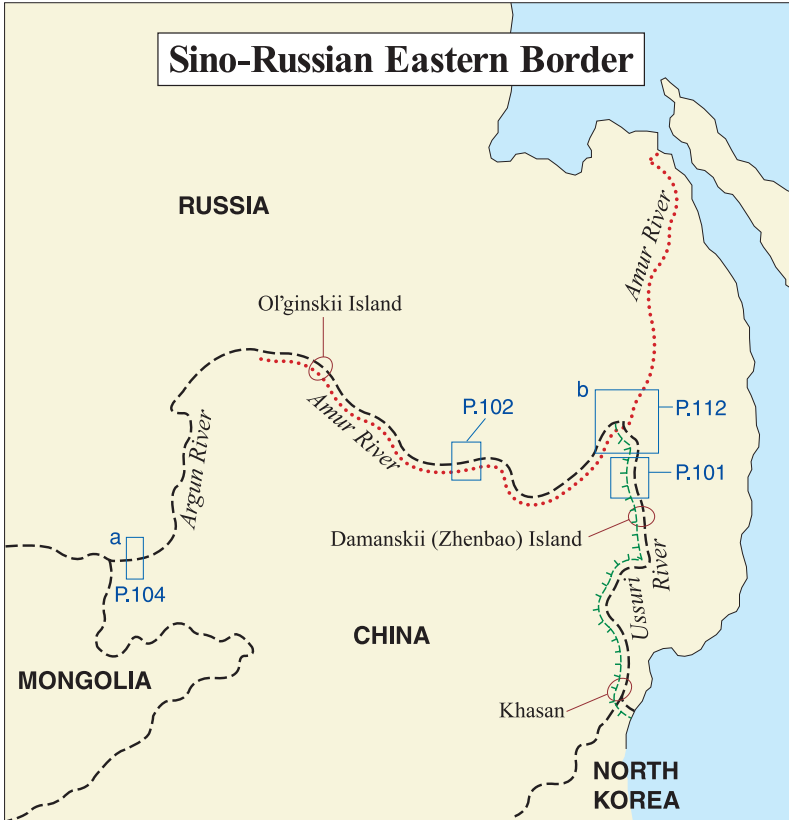 Sino-Russian Eastern Border
RUSSIA
Amur River
Ol'ginskii Island
b
P.112
P.102
Amur River
Argun River
P.101
a
Damanskii (Zhenbao) Island
P.104
Ussuri
River
CHINA
MONGOLIA
Khasan
NORTH
KOREA